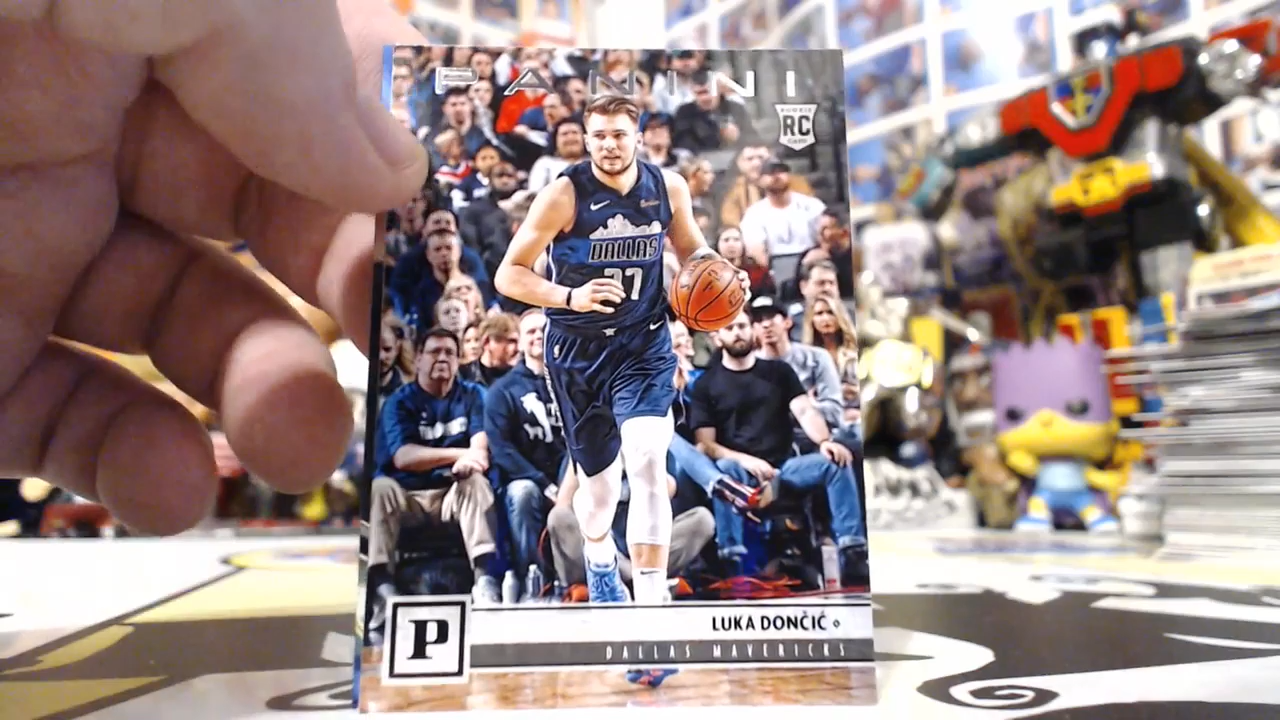 PANINI
ROOKIE
RC
CARD
DALLAS
77
P
LUKA DONČIĆ
DALLAS MAVERICKS